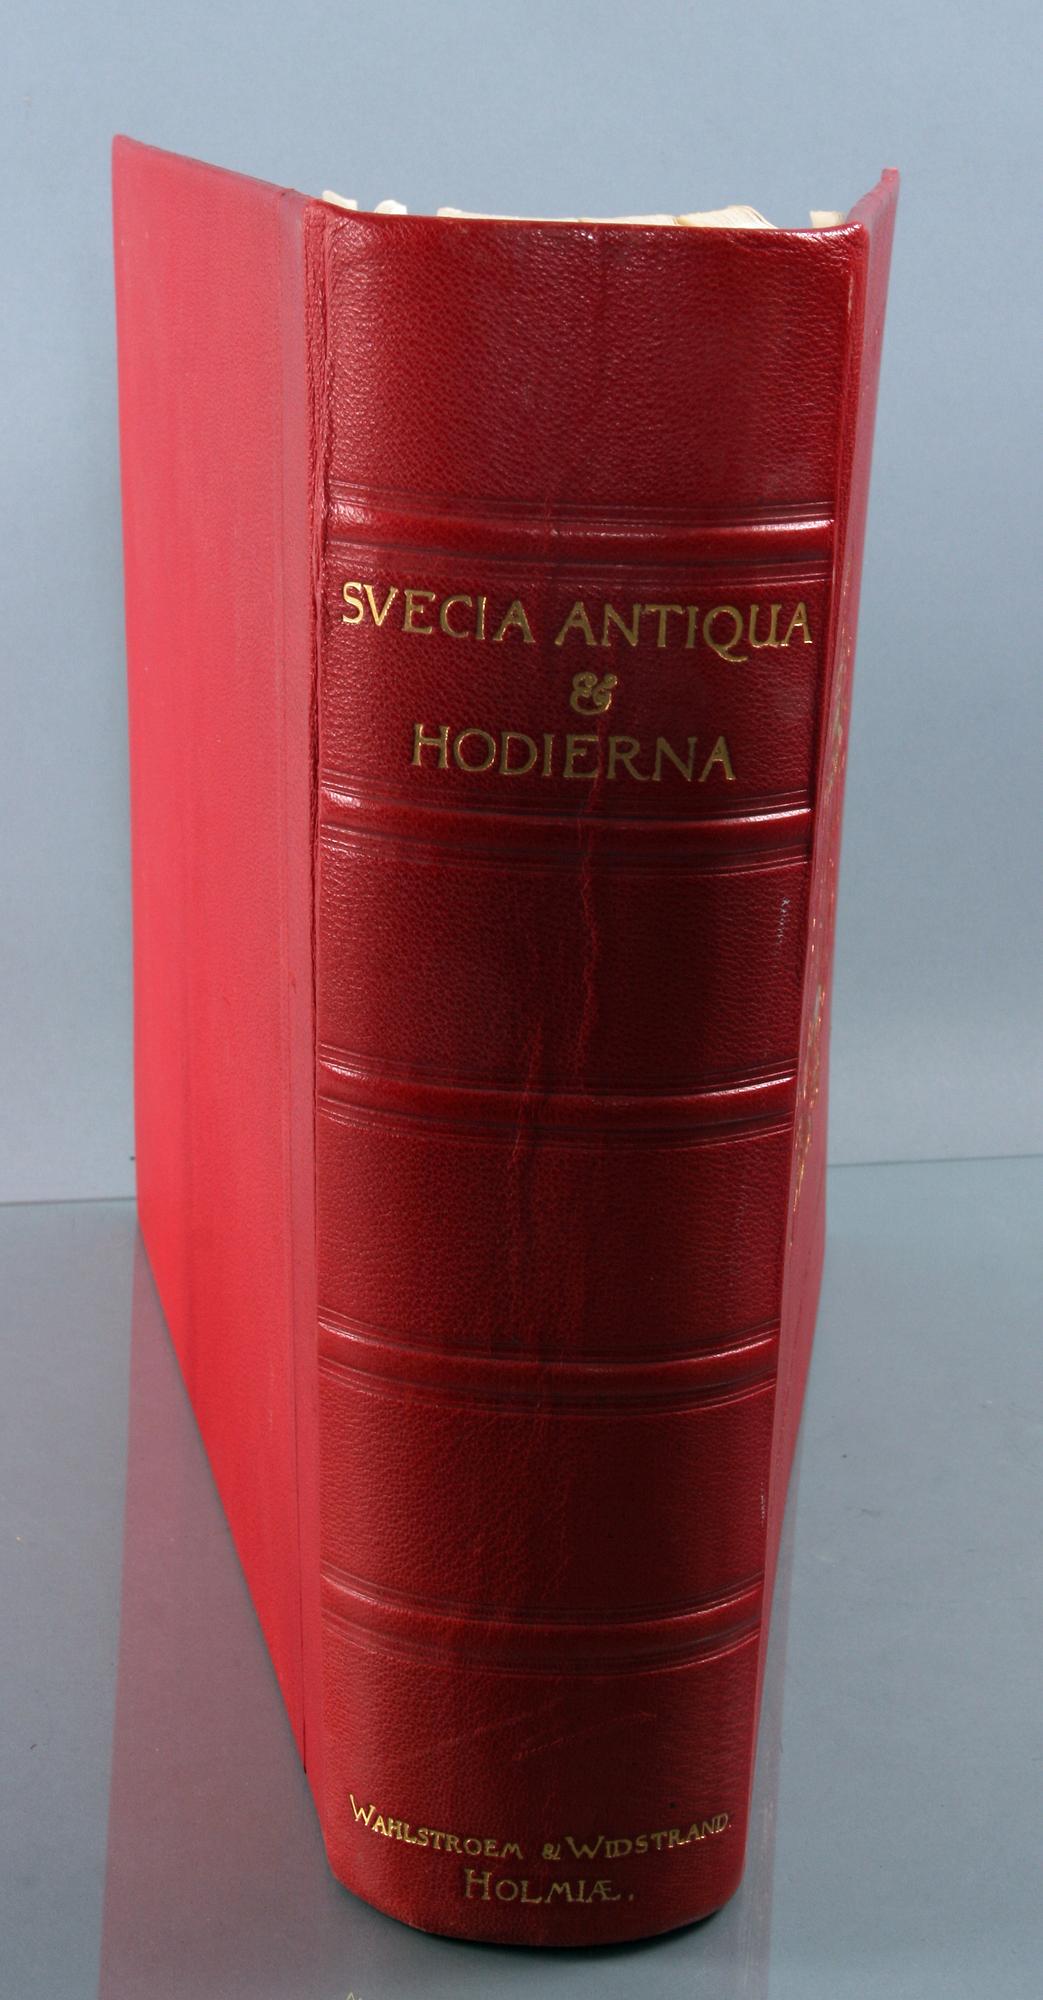 SVECIA ANTIQUA
&
HODIERNA
WAHLSTROEM & WIDSTRAND.
HOLMIÆ.